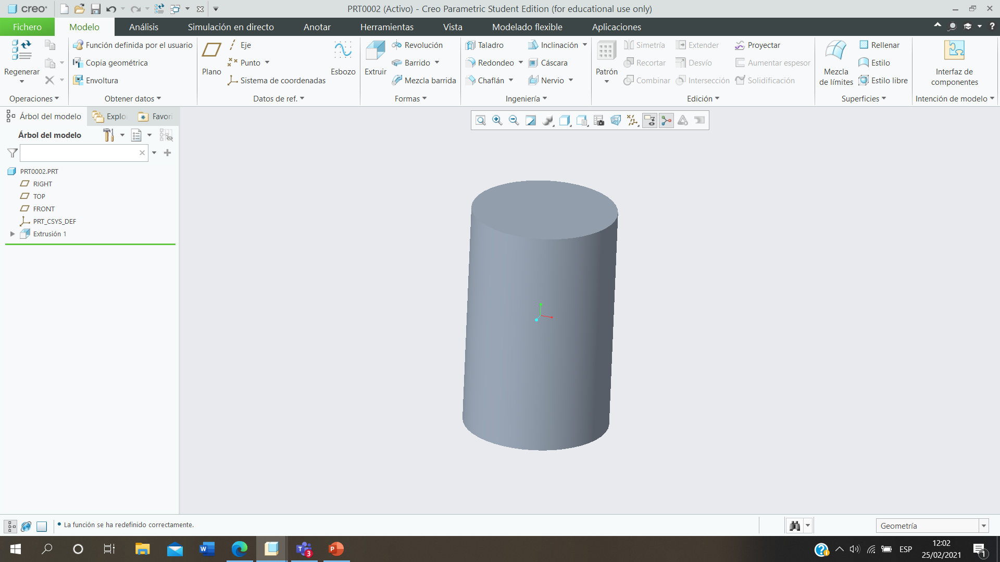 creo PRT0002 (Activo) - Creo Parametric Student Edition (for educational use only)
Fichero Modelo Análisis Simulación en directo Anotar Herramientas Vista Modelado flexible Aplicaciones
Regenerar
Operaciones
Función definida por el usuario
Copia geométrica
Envoltura
Obtener datos
Plano
Eje
Punto
Sistema de coordenadas
Esbozo
Datos de ref.
Extruir
Revolución
Barrido
Mezcla barrida
Formas
Taladro
Redondeo
Chaflán
Inclinación
Cáscara
Nervio
Ingeniería
Patrón
Simetría
Recortar
Combinar
Extender
Desvío
Intersección
Proyectar
Aumentar espesor
Solidificación
Edición
Mezcla
de límites
Rellenar
Estilo
Estilo libre
Superficies
Interfaz de
componentes
Intención de modelo
Árbol del modelo Explo Favori
Árbol del modelo
PRT0002.PRT
RIGHT
TOP
FRONT
PRT_CSYS_DEF
Extrusión 1
• La función se ha redefinido correctamente.
Geometría
3
ESP
12:02
25/02/2021
1